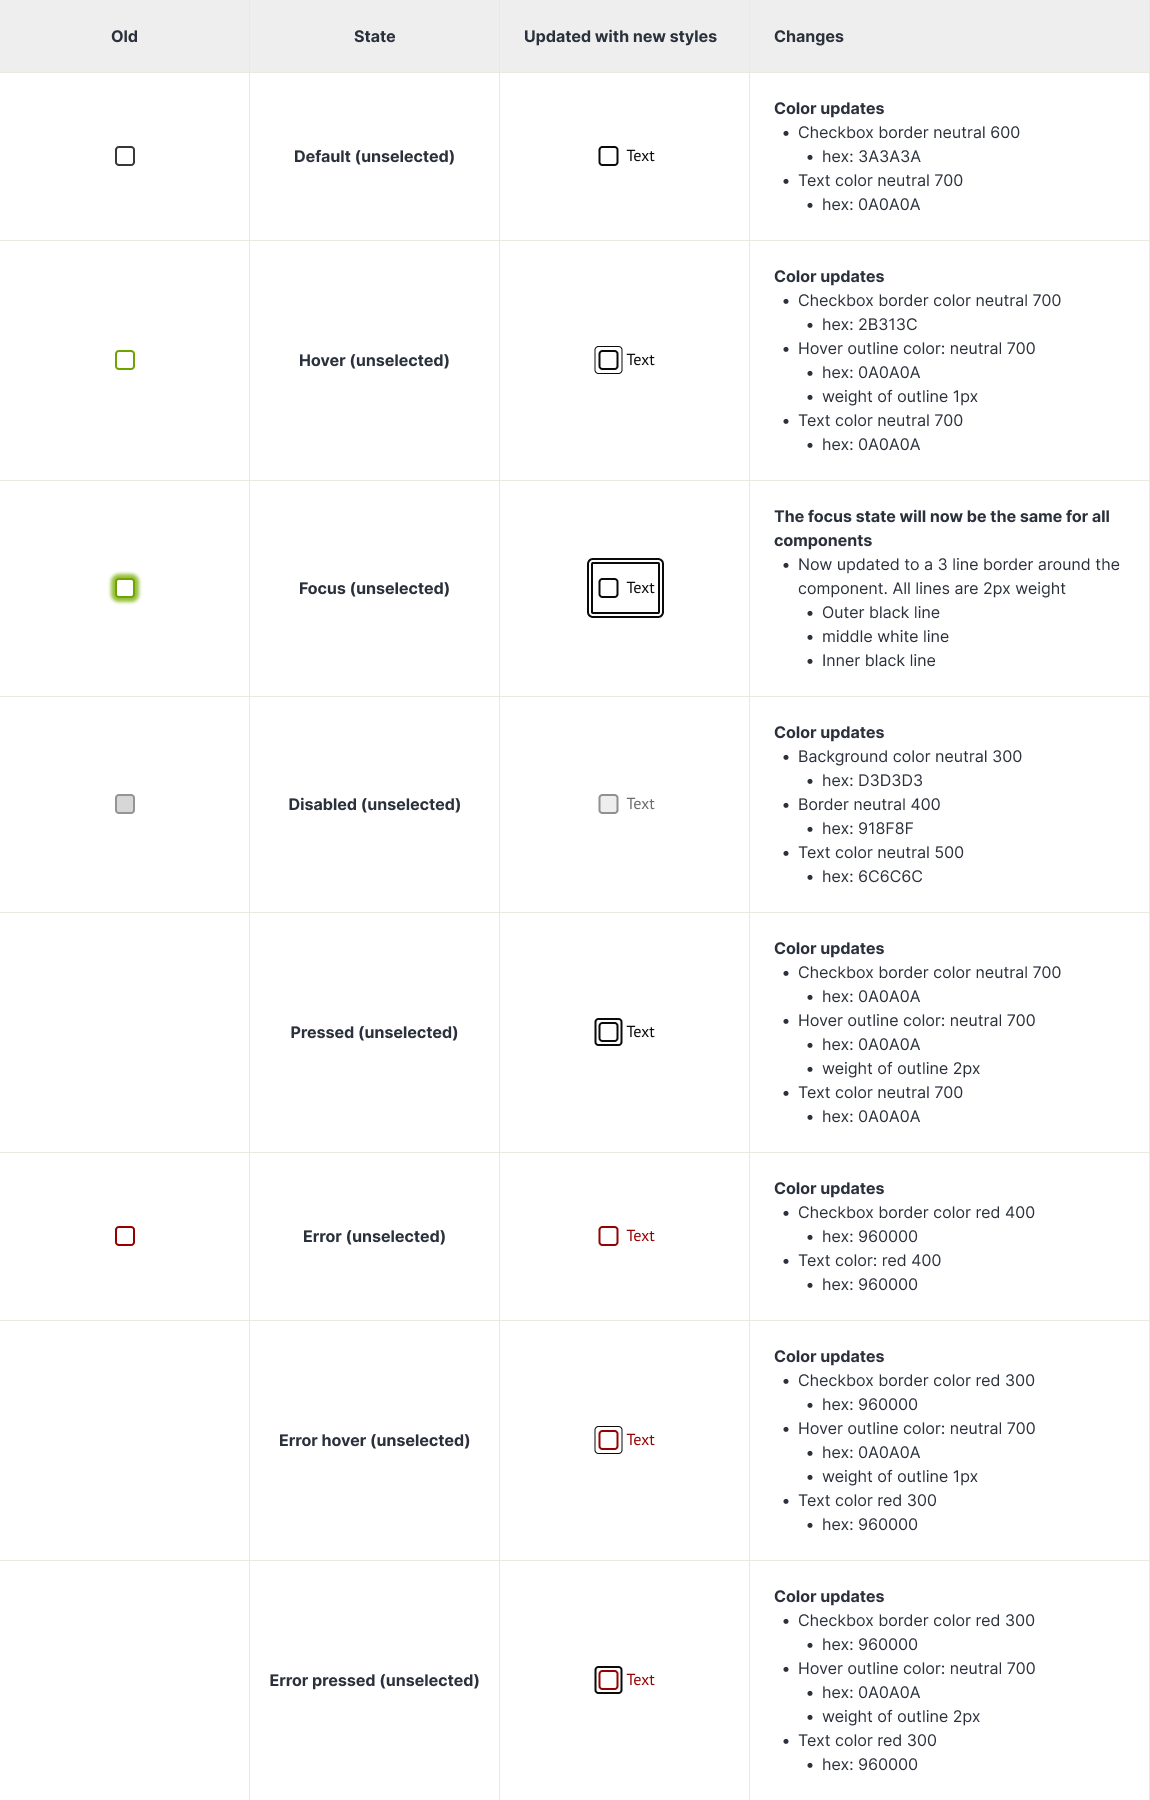 Old State Updated with new styles Changes
Default (unselected)
Text
Color updates
• Checkbox border neutral 600
• hex: 3A3A3A
• Text color neutral 700
• hex: 0A0A0A
Hover (unselected)
Text
Color updates
• Checkbox border color neutral 700
• hex: 2B313C
• Hover outline color: neutral 700
• hex: 0A0A0A
• weight of outline 1px
• Text color neutral 700
• hex: 0A0A0A
Focus (unselected)
Text
The focus state will now be the same for all
components
• Now updated to a 3 line border around the
component. All lines are 2px weight
• Outer black line
• middle white line
• Inner black line
Disabled (unselected)
Text
Color updates
• Background color neutral 300
• hex: D3D3D3
• Border neutral 400
• hex: 918F8F
• Text color neutral 500
• hex: 6C6C6C
Pressed (unselected)
Text
Color updates
• Checkbox border color neutral 700
• hex: 0A0A0A
• Hover outline color: neutral 700
• hex: 0A0A0A
• weight of outline 2px
• Text color neutral 700
• hex: 0A0A0A
Error (unselected)
Text
Color updates
• Checkbox border color red 400
• hex: 960000
• Text color: red 400
• hex: 960000
Error hover (unselected)
Text
Color updates
• Checkbox border color red 300
• hex: 960000
• Hover outline color: neutral 700
• hex: 0A0A0A
• weight of outline 1px
• Text color red 300
• hex: 960000
Error pressed (unselected)
Text
Color updates
• Checkbox border color red 300
• hex: 960000
• Hover outline color: neutral 700
• hex: 0A0A0A
• weight of outline 2px
• Text color red 300
• hex: 960000